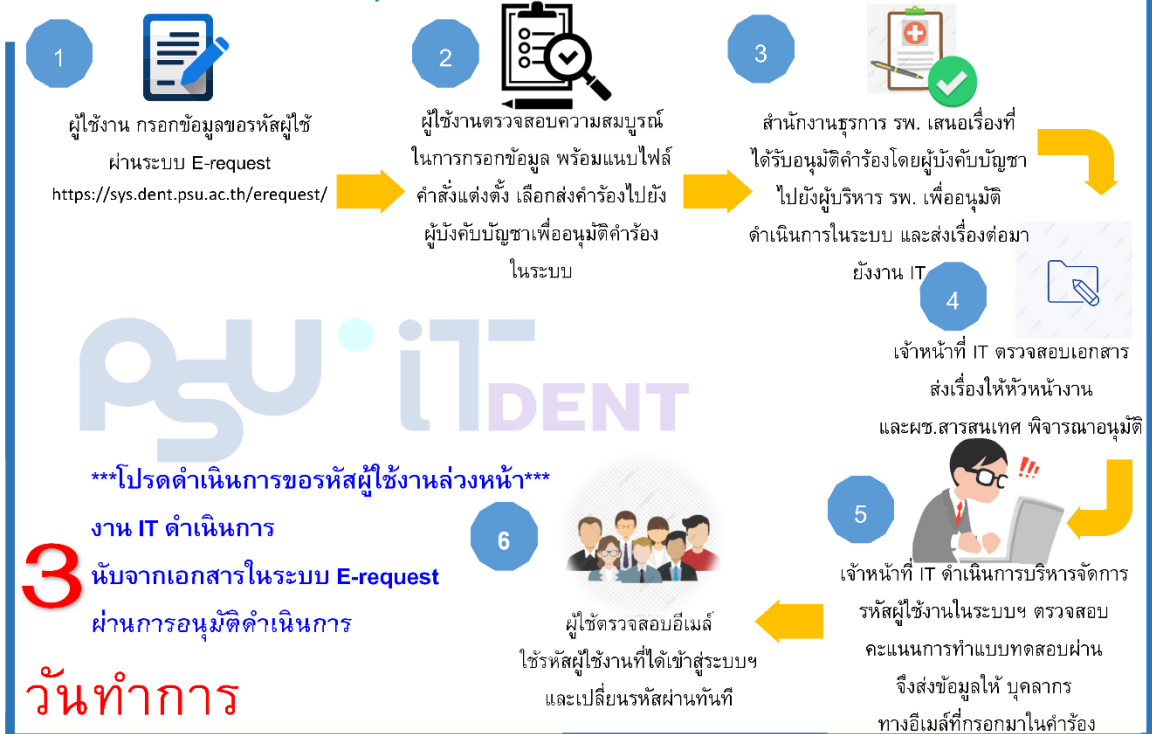 1
ผู้ใช้งาน กรอกข้อมูลขอรหัสผู้ใช้
ผ่านระบบ E-request
https://sys.dent.psu.ac.th/erequest/
2
ผู้ใช้งานตรวจสอบความสมบูรณ์
ในการกรอกข้อมูล พร้อมแนบไฟล์
คำสั่งแต่งตั้ง เลือกส่งคำร้องไปยัง
ผู้บังคับบัญชาเพื่ออนุมัติคำร้อง
ในระบบ
3
สำนักงานธุรการ รพ. เสนอเรื่องที่
ได้รับอนุมัติคำร้องโดยผู้บังคับบัญชา
ไปยังผู้บริหาร รพ. เพื่ออนุมัติ
ดำเนินการในระบบ และส่งเรื่องต่อมา
ยังงาน IT
4
เจ้าหน้าที่ IT ตรวจสอบเอกสาร
ส่งเรื่องให้หัวหน้างาน
และผช.สารสนเทศ พิจารณาอนุมัติ
5
เจ้าหน้าที่ IT ดำเนินการบริหารจัดการ
รหัสผู้ใช้งานในระบบฯ ตรวจสอบ
คะแนนการทำแบบทดสอบผ่าน
จึงส่งข้อมูลให้ บุคลากร
ทางอีเมล์ที่กรอกมาในคำร้อง
6
ผู้ใช้ตรวจสอบอีเมล์
ใช้รหัสผู้ใช้งานที่ได้เข้าสู่ระบบฯ
และเปลี่ยนรหัสผ่านทันที
PSU iT DENT
***โปรดดำเนินการขอรหัสผู้ใช้งานล่วงหน้า***
งาน IT ดำเนินการ
3 นับจากเอกสารในระบบ E-request
ผ่านการอนุมัติดำเนินการ
วันทำการ